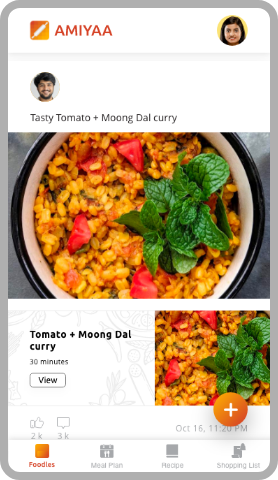 AMIYAA
Tasty Tomato + Moong Dal curry
Tomato + Moong Dal
curry
30 minutes
View
2 k
3 k
Oct 16, 11:20 PM
Foodles
Meal Plan
Recipe
Shopping List